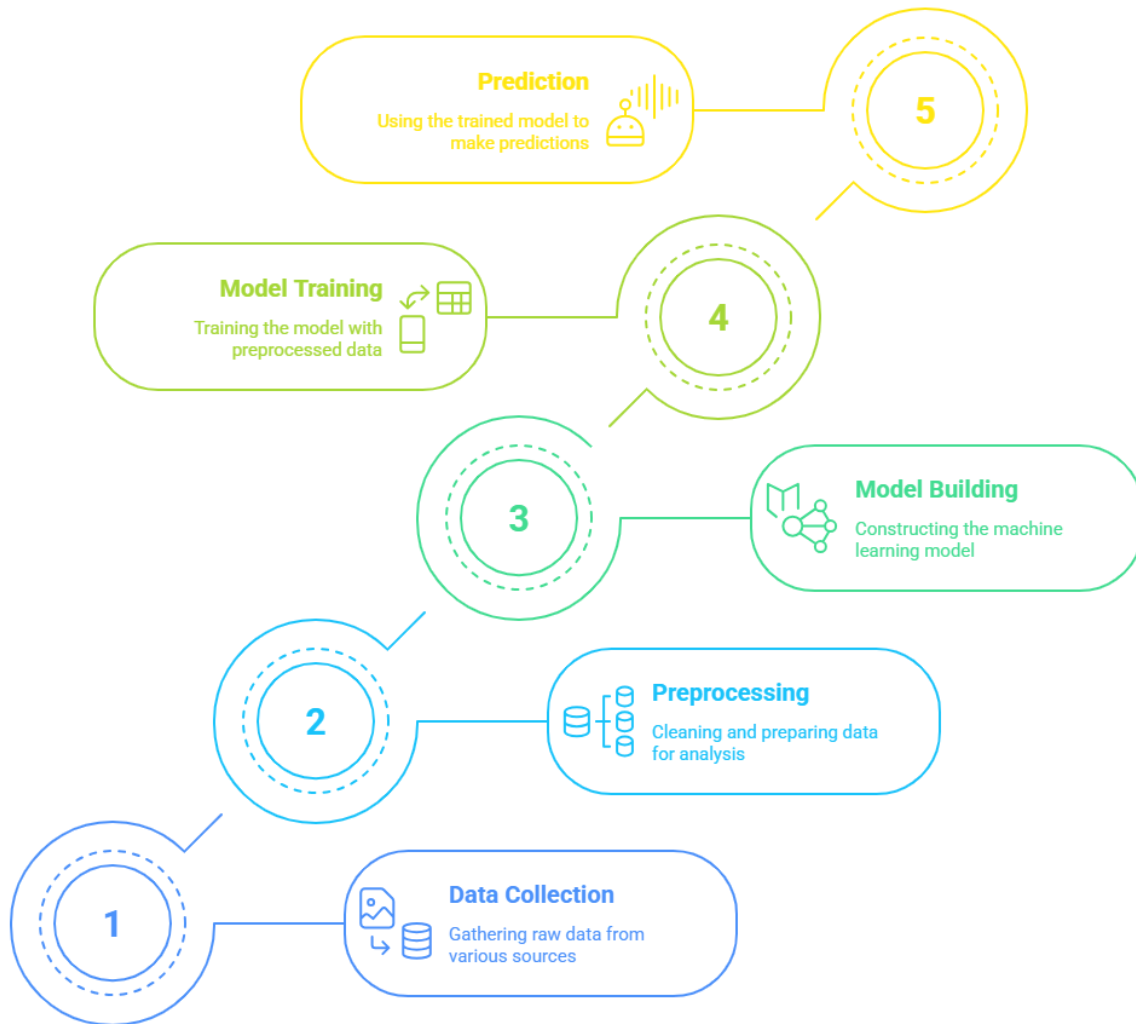 Prediction
Using the trained model to
make predictions
5
Model Training
Training the model with
preprocessed data
4
3
Model Building
Constructing the machine
learning model
2
Preprocessing
Cleaning and preparing data
for analysis
1
Data Collection
Gathering raw data from
various sources